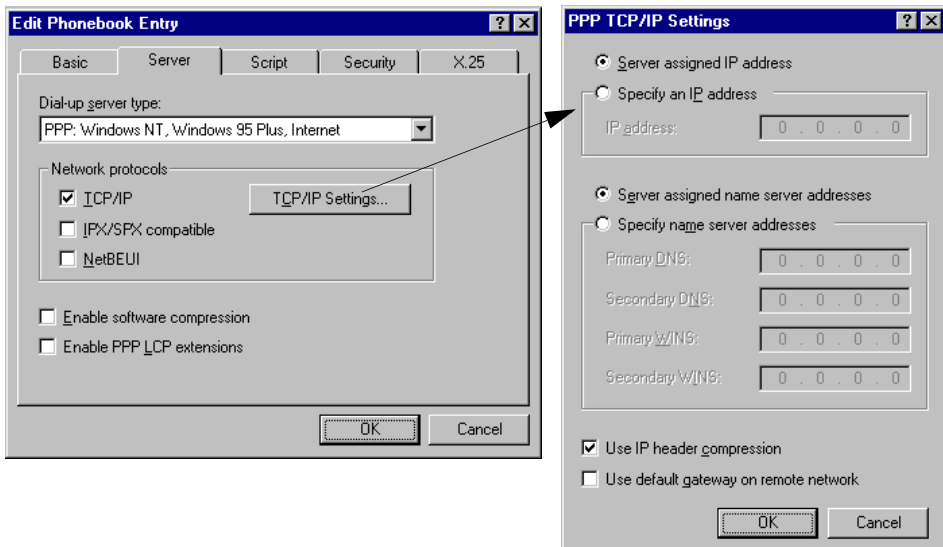 Edit Phonebook Entry
Basic
Server
Script
Security
X.25
Dial-up server type:
PPP: Windows NT, Windows 95 Plus, Internet
Network protocols
TCP/IP
TCP/IP Settings...
IPX/SPX compatible
NetBEUI
Enable software compression
Enable PPP LCP extensions
OK
Cancel
PPP TCP/IP Settings
Server assigned IP address
Specify an IP address
IP address: 0 . 0 . 0 . 0
Server assigned name server addresses
Specify name server addresses
Primary DNS: 0 . 0 . 0 . 0
Secondary DNS: 0 . 0 . 0 . 0
Primary WINS: 0 . 0 . 0 . 0
Secondary WINS: 0 . 0 . 0 . 0
Use IP header compression
Use default gateway on remote network
OK
Cancel